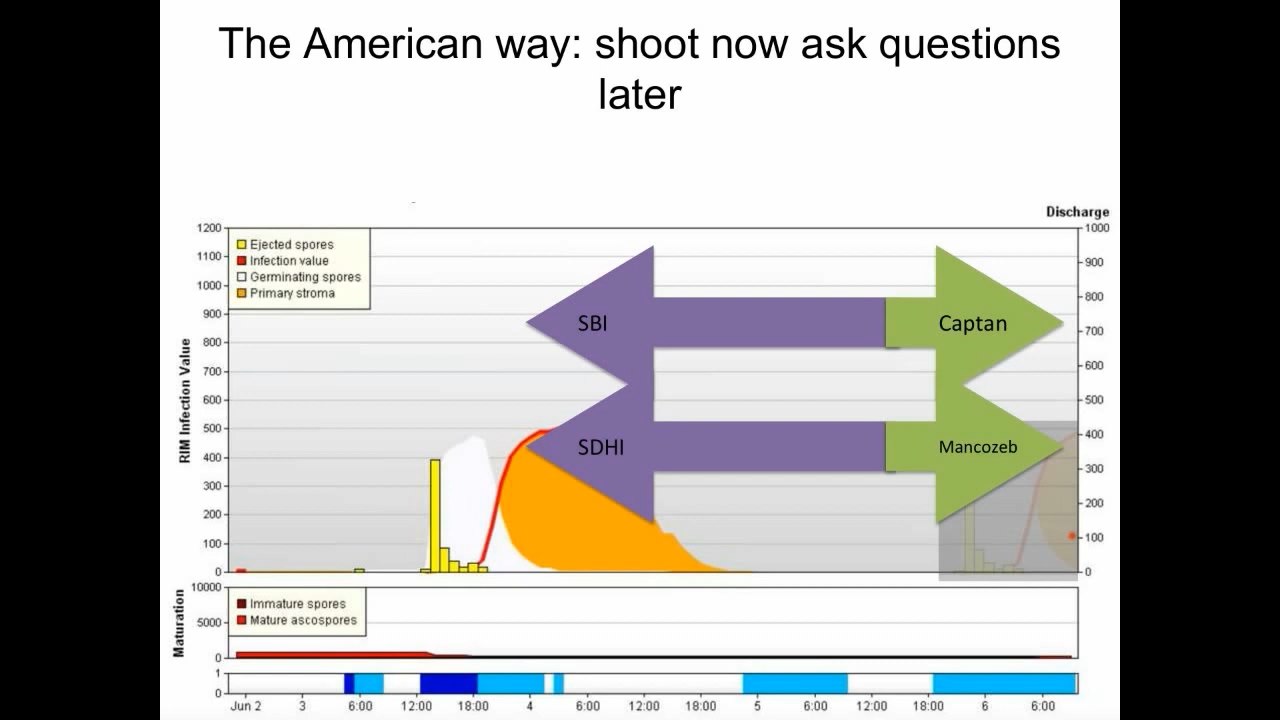 The American way: shoot now ask questions
later
Discharge
1200
1100
1000
900
800
700
600
500
400
300
200
100
0
RIM Infection Value
Ejected spores
Infection value
Germinating spores
Primary stroma
SBI
Captan
SDHI
Mancozeb
1000
900
800
700
600
500
400
300
200
100
0
Maturation
10000
5000
0
Immature spores
Mature ascospores
1
0
Jun 2 3 6:00 12:00 18:00 4 6:00 12:00 18:00 5 6:00 12:00 18:00 6 6:00